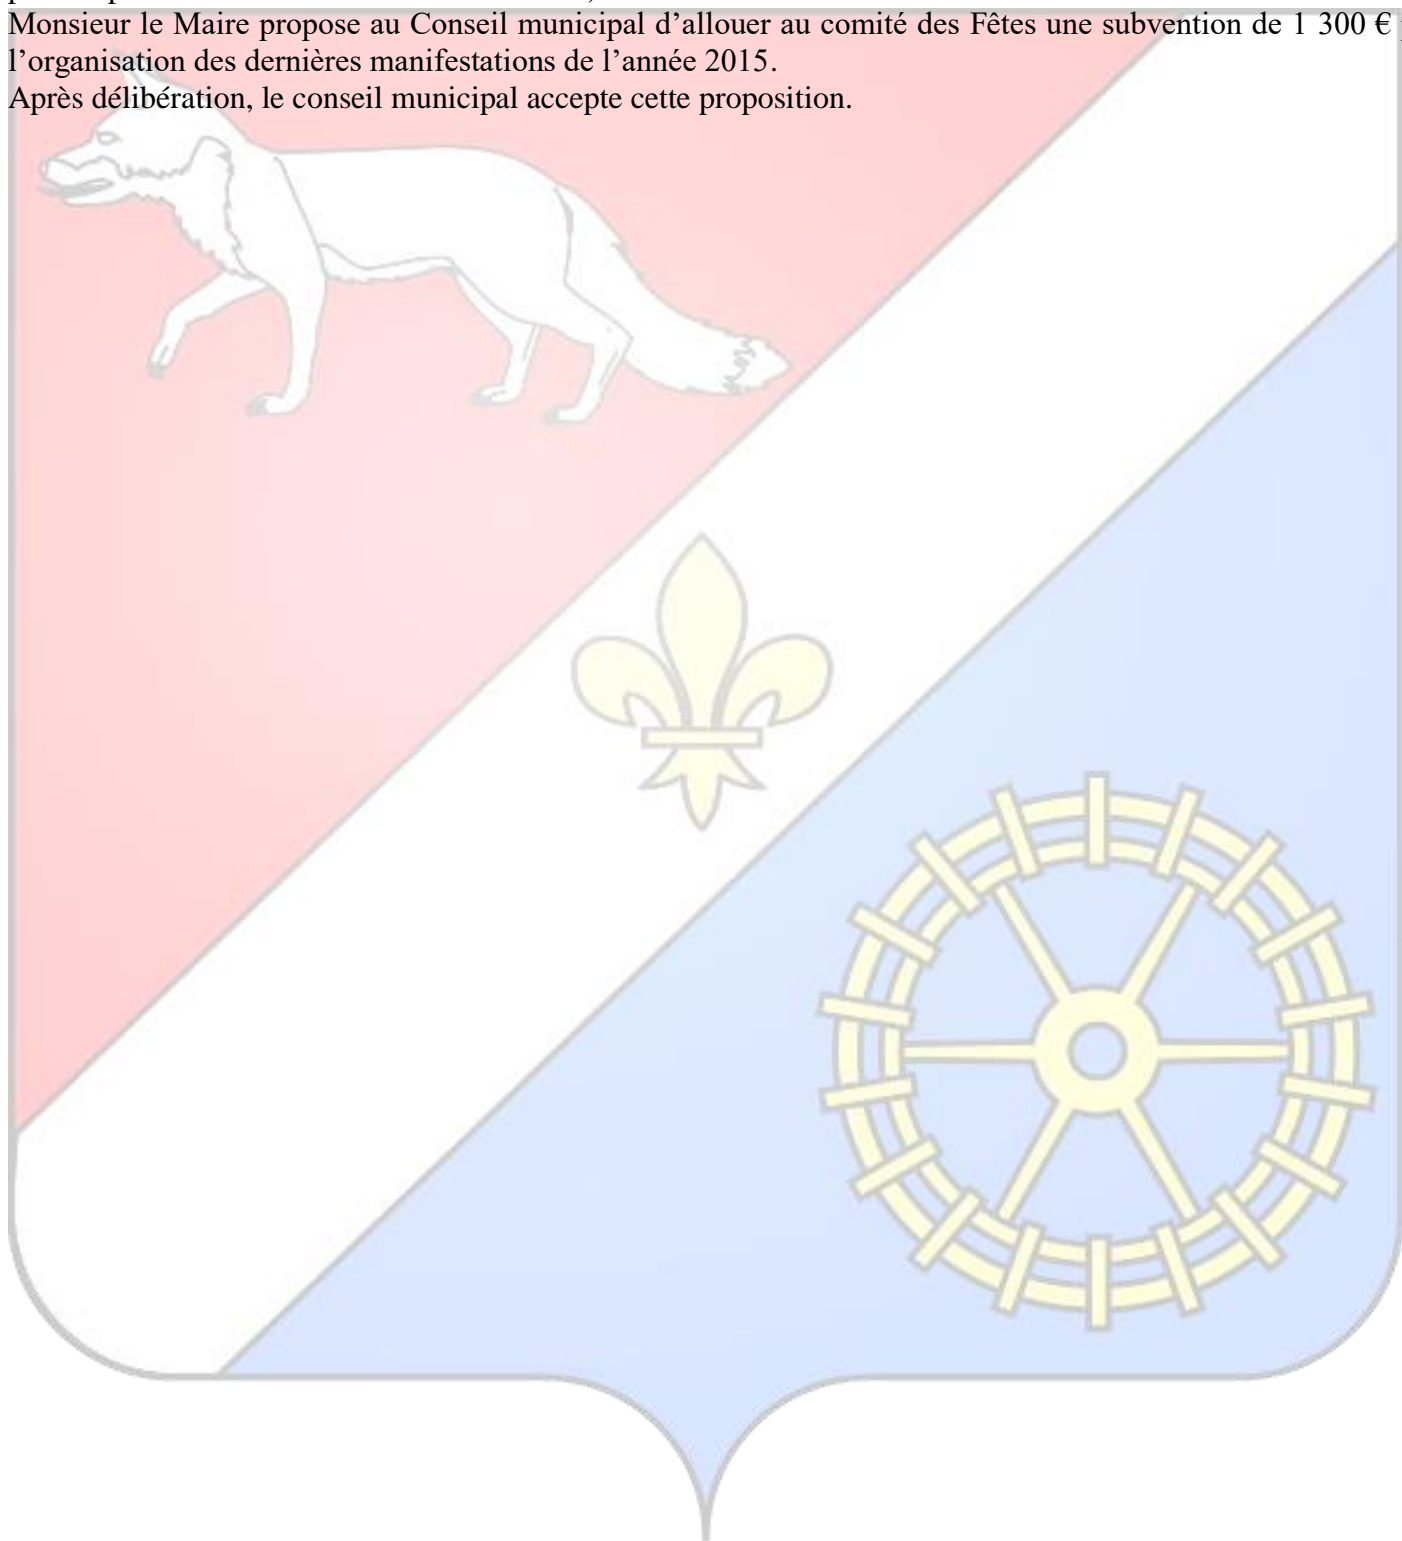 Monsieur le Maire propose au Conseil municipal d’allouer au comité des Fêtes une subvention de 1 300 €
l’organisation des dernières manifestations de l’année 2015.
Après délibération, le conseil municipal accepte cette proposition.